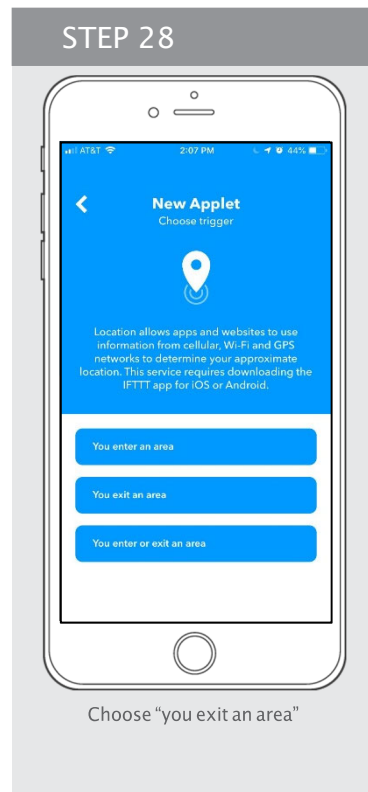 STEP 28
AT&T 2:07 PM 44%
New Applet
Choose trigger
Location allows apps and websites to use
information from cellular, Wi-Fi and GPS
networks to determine your approximate
location. This service requires downloading the
IFTTT app for iOS or Android.
You enter an area
You exit an area
You enter or exit an area
Choose “you exit an area”